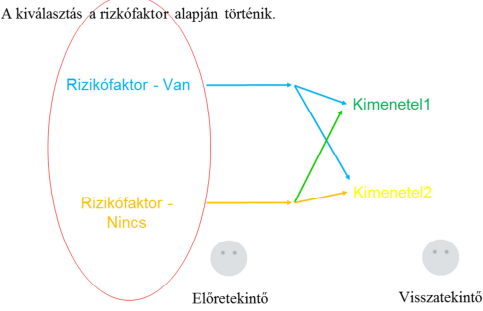 A kiválasztás a rizkófaktor alapján történik.
Rizikófaktor - Van
Kimenetel1
Rizikófaktor -
Nincs
Kimenetel2
Előretekintő
Visszatekintő